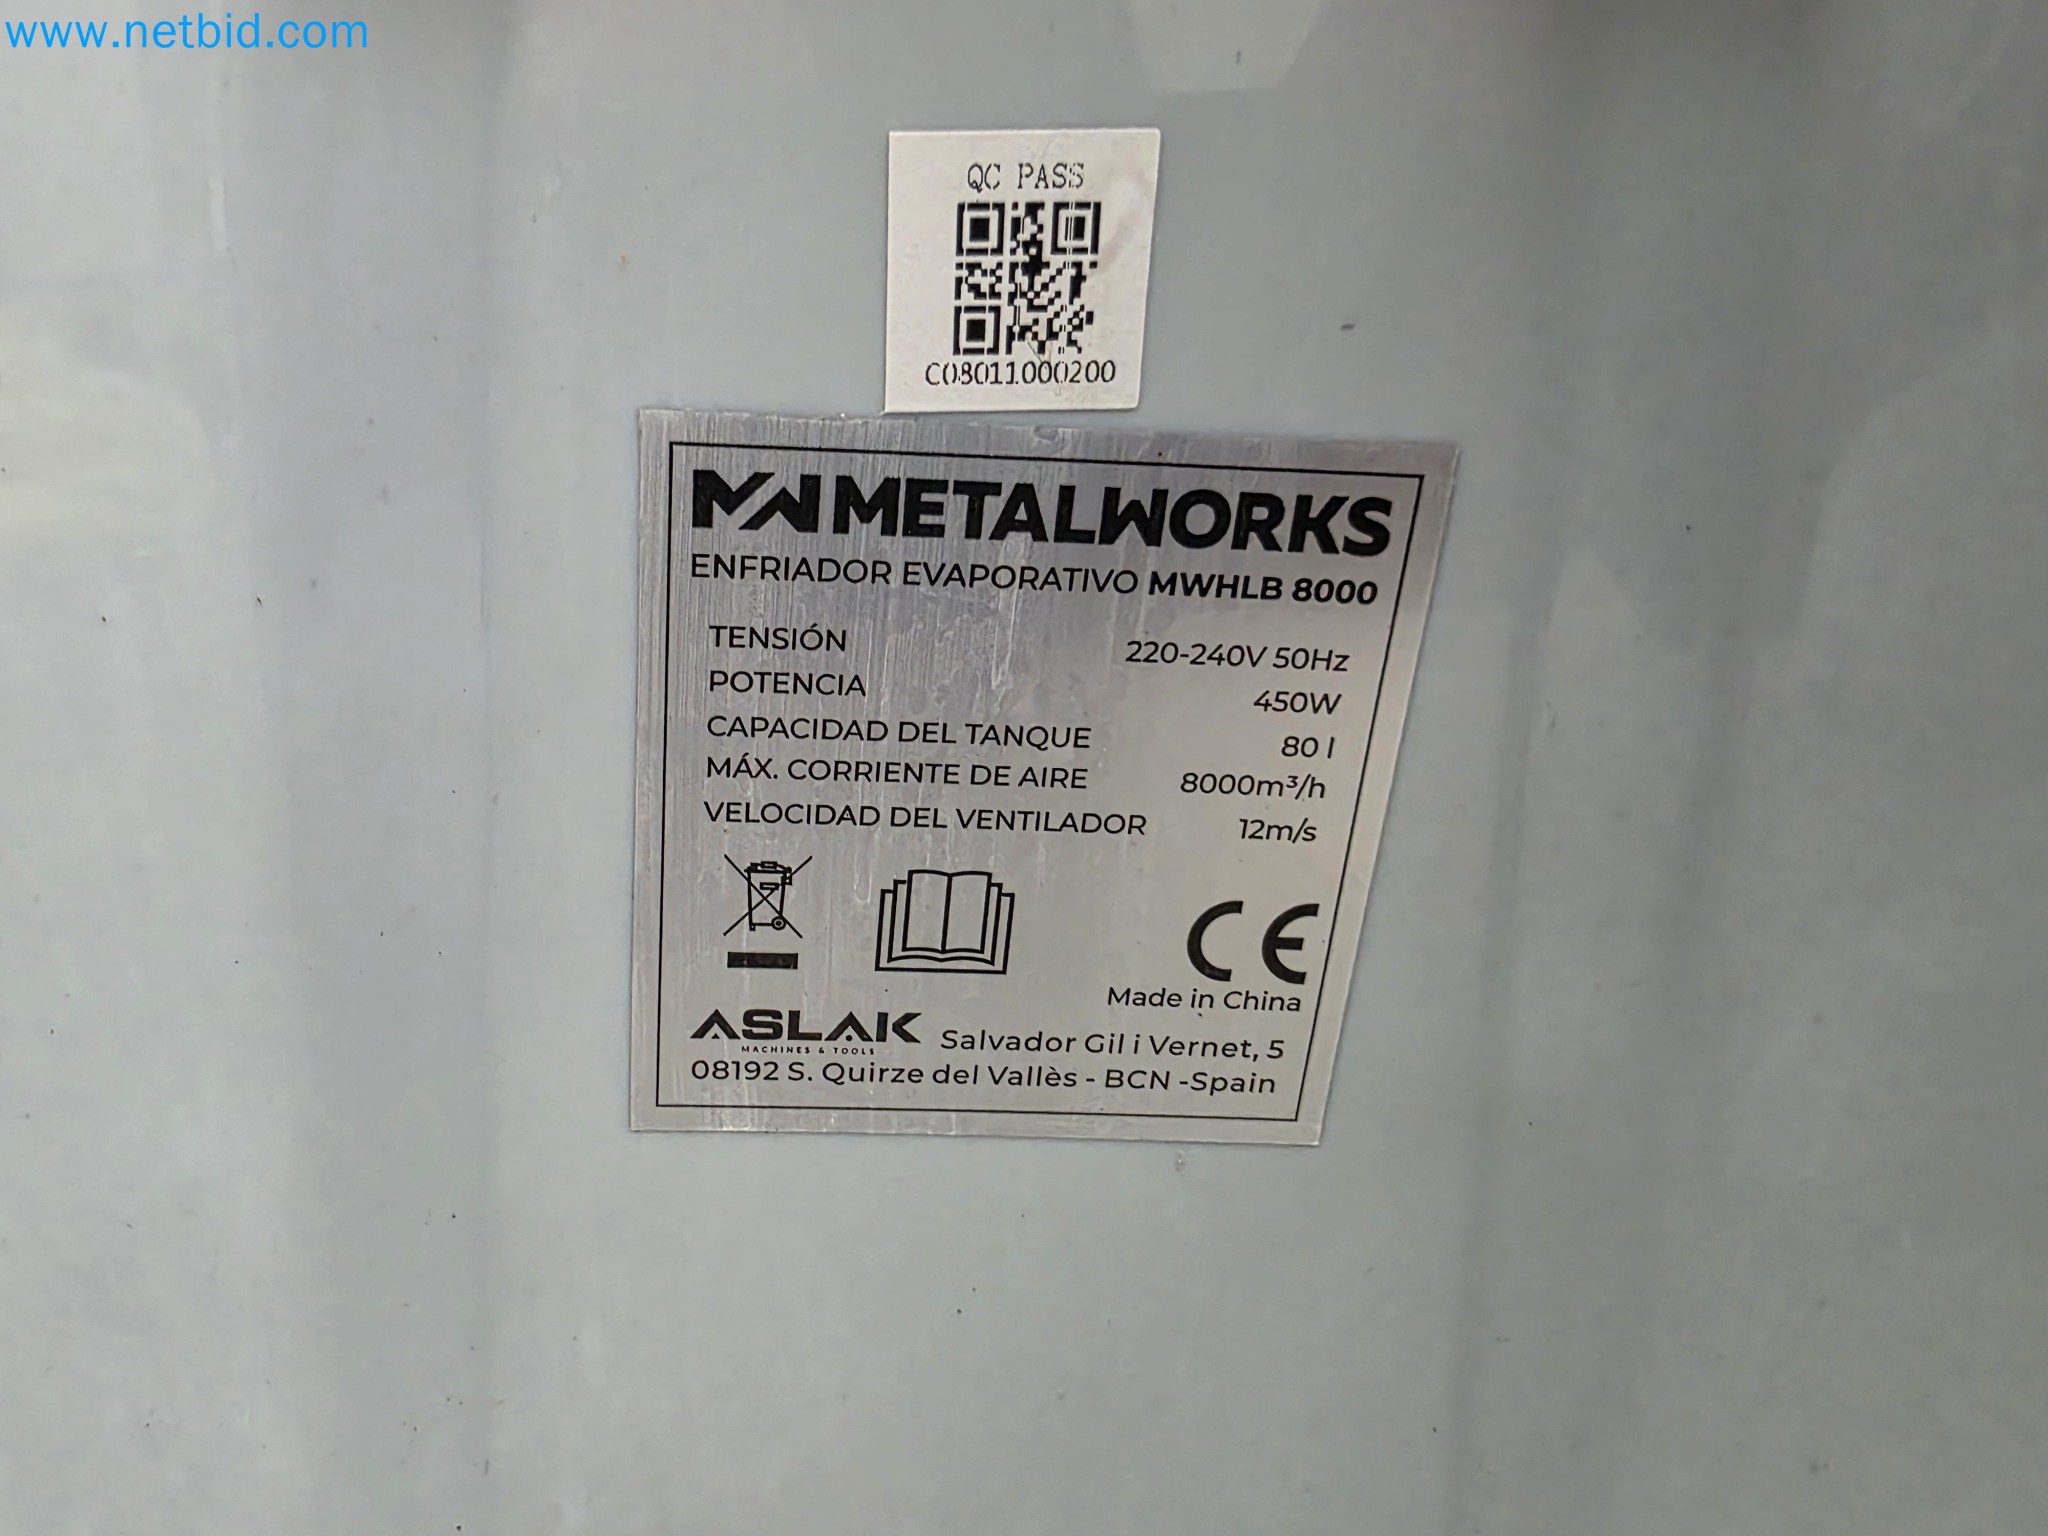 www.netbid.com
QC PASS
C08011000200
METALWORKS
ENFRIADOR EVAPORATIVO MWHLB 8000
TENSIÓN 220-240V 50Hz
POTENCIA 450W
CAPACIDAD DEL TANQUE 80 l
MÁX. CORRIENTE DE AIRE 8000m³/h
VELOCIDAD DEL VENTILADOR 12m/s
CE
Made in China
ASLAK Salvador Gil i Vernet, 5
MACHINES & TOOLS
08192 S. Quirze del Vallès - BCN -Spain